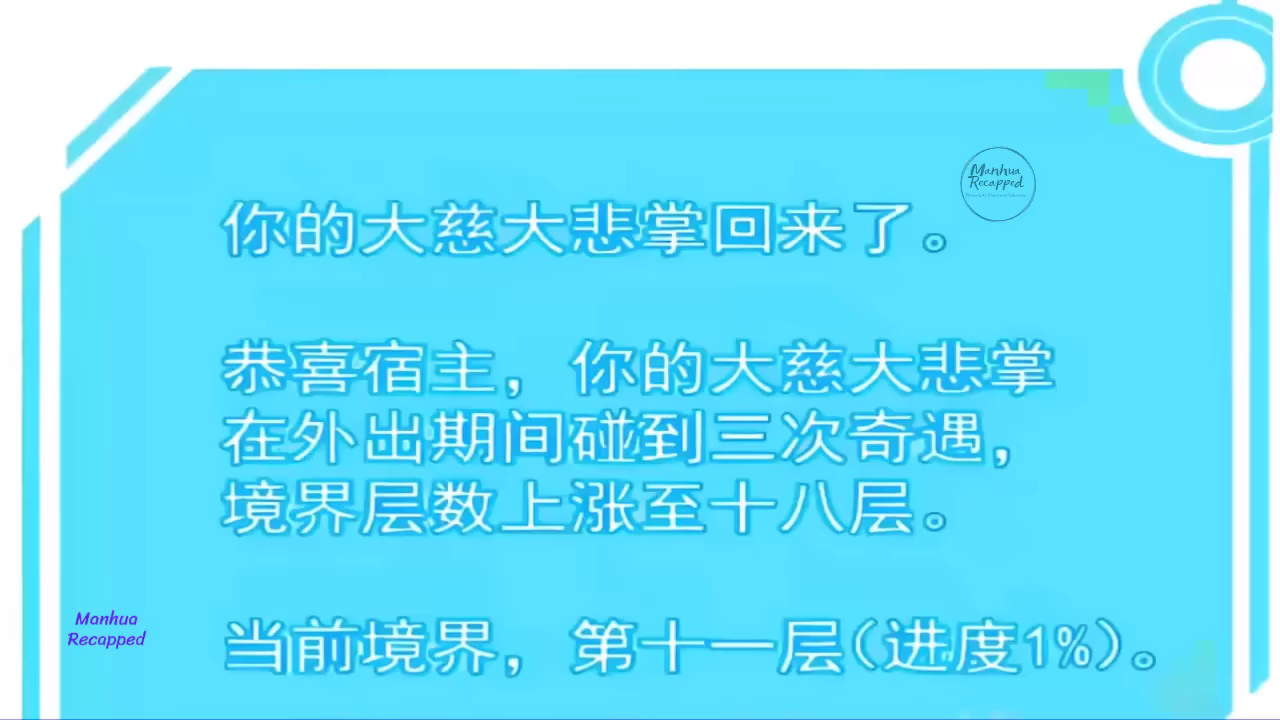 Manhua
Recapped
你的大慈大悲掌回来了。
恭喜宿主，你的大慈大悲掌
在外出期间碰到三次奇遇，
境界层数上涨至十八层。
当前境界，第十一层(进度1%)。
Manhua
Recapped